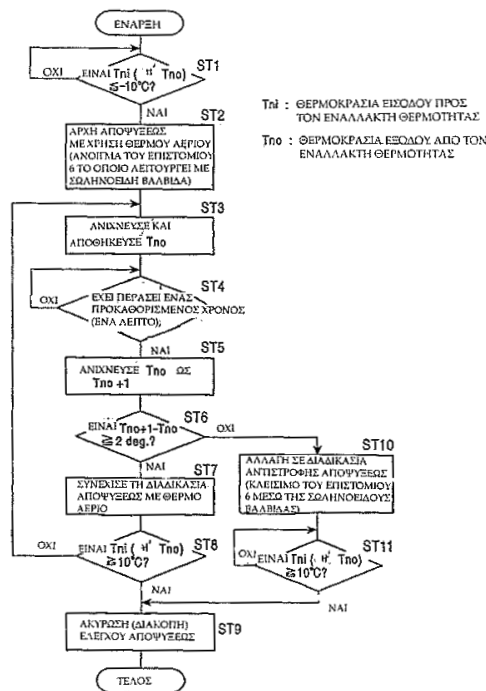 ΕΝΑΡΞΗ
ST1
ΟΧΙ
ΕΙΝΑΙ Tni (ή Tno)
≦-10°C?
ΝΑΙ
ST2
ΑΡΧΗ ΑΠΟΨΥΞΕΩΣ
ΜΕ ΧΡΗΣΗ ΘΕΡΜΟΥ ΑΕΡΙΟΥ
(ΑΝΟΙΓΜΑ ΤΟΥ ΕΠΙΣΤΟΜΙΟΥ
6 ΤΟ ΟΠΟΙΟ ΛΕΙΤΟΥΡΓΕΙ ΜΕ
ΣΩΛΗΝΟΕΙΔΗ ΒΑΛΒΙΔΑ)
Tni : ΘΕΡΜΟΚΡΑΣΙΑ ΕΙΣΟΔΟΥ ΠΡΟΣ
ΤΟΝ ΕΝΑΛΛΑΚΤΗ ΘΕΡΜΟΤΗΤΑΣ
Tno : ΘΕΡΜΟΚΡΑΣΙΑ ΕΞΟΔΟΥ ΑΠΟ ΤΟΝ
ΕΝΑΛΛΑΚΤΗ ΘΕΡΜΟΤΗΤΑΣ
ST3
ΑΝΙΧΝΕΥΣΕ ΚΑΙ
ΑΠΟΘΗΚΕΥΣΕ Tno
ST4
ΟΧΙ
ΕΧΕΙ ΠΕΡΑΣΕΙ ΕΝΑΣ
ΠΡΟΚΑΘΟΡΙΣΜΕΝΟΣ ΧΡΟΝΟΣ
(ΕΝΑ ΛΕΠΤΟ);
ΝΑΙ
ST5
ΑΝΙΧΝΕΥΣΕ Tno ΩΣ
Tno +1
ST6
ΕΙΝΑΙ Tno+1-Tno
≧2 deg.?
ΟΧΙ
ΝΑΙ
ST7
ΣΥΝΕΧΙΣΕ ΤΗ ΔΙΑΔΙΚΑΣΙΑ
ΑΠΟΨΥΞΕΩΣ ΜΕ ΘΕΡΜΟ
ΑΕΡΙΟ
ST10
ΑΛΛΑΓΗ ΣΕ ΔΙΑΔΙΚΑΣΙΑ
ΑΝΤΙΣΤΡΟΦΗΣ ΑΠΟΨΥΞΕΩΣ
(ΚΛΕΙΣΙΜΟ ΤΟΥ ΕΠΙΣΤΟΜΙΟΥ
6 ΜΕΣΩ ΤΗΣ ΣΩΛΗΝΟΕΙΔΟΥΣ
ΒΑΛΒΙΔΑΣ)
ST8
ΟΧΙ
ΕΙΝΑΙ Tni (ή Tno)
≧10°C?
ΝΑΙ
ST11
ΟΧΙ
ΕΙΝΑΙ Tni (ή Tno)
≧10°C?
ΝΑΙ
ST9
ΑΚΥΡΩΣΗ (ΔΙΑΚΟΠΗ)
ΕΛΕΓΧΟΥ ΑΠΟΨΥΞΕΩΣ
ΤΕΛΟΣ